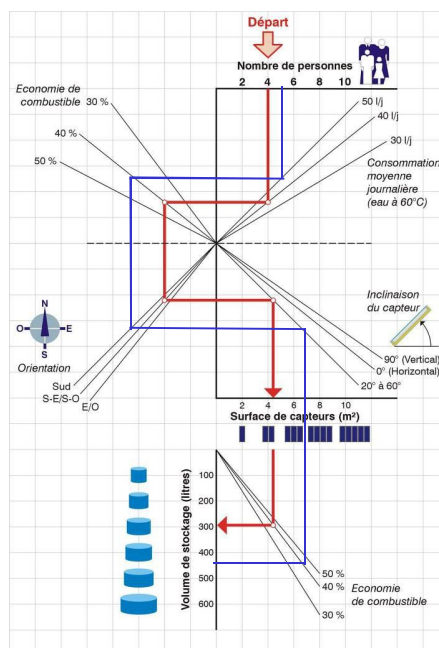 Départ
Nombre de personnes
2 4 6 8 10
Economie de
combustible
30 %
40 %
50 %
50 l/j
40 l/j
30 l/j
Consommation
moyenne
journalière
(eau à 60°C)
N
O
E
S
Inclinaison
du capteur
Orientation
Sud
S-E/S-O
E/O
90° (Vertical)
0° (Horizontal)
20° à 60°
2 4 6 8 10
Surface de capteurs (m²)
Volume de stockage (litres)
100
200
300
400
500
600
50 %
40 %
30 %
Economie
de combustible